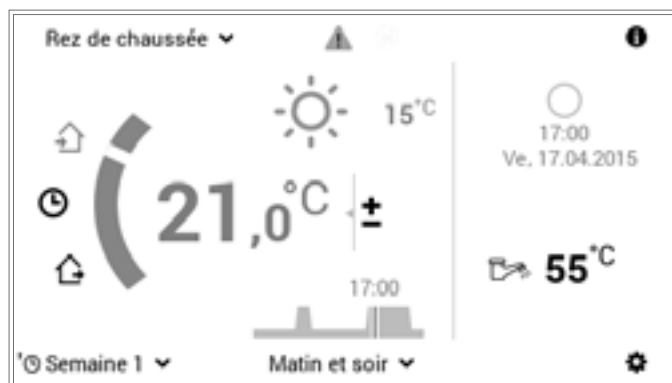 Rez de chaussée
15°C
17:00
Ve, 17.04.2015
21,0°C
±
55°C
17:00
Semaine 1
Matin et soir